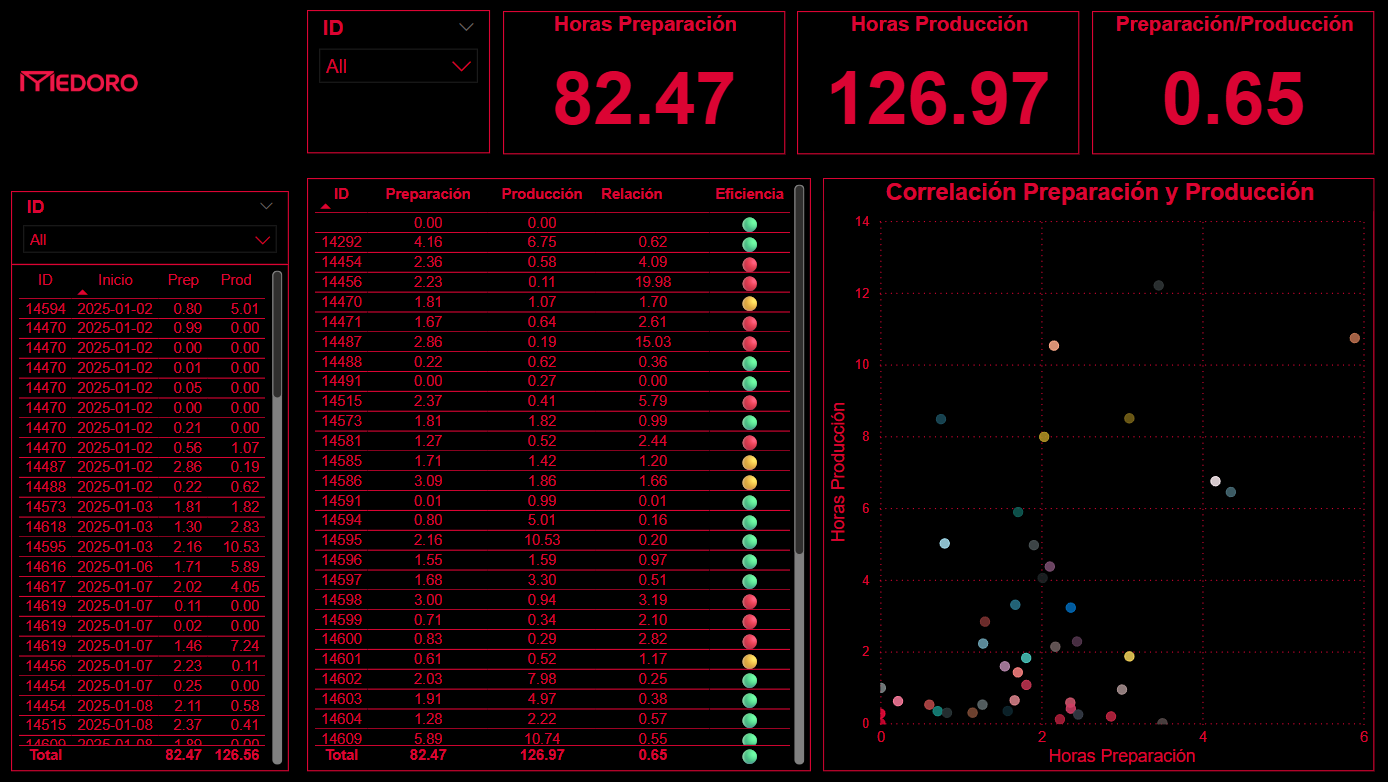 MEDORO
ID
All
Horas Preparación
82.47
Horas Producción
126.97
Preparación/Producción
0.65
ID
All
ID Inicio Prep Prod
14594 2025-01-02 0.80 5.01
14470 2025-01-02 0.99 0.00
14470 2025-01-02 0.00 0.00
14470 2025-01-02 0.01 0.00
14470 2025-01-02 0.05 0.00
14470 2025-01-02 0.00 0.00
14470 2025-01-02 0.21 0.00
14470 2025-01-02 0.56 1.07
14487 2025-01-02 2.86 0.19
14488 2025-01-02 0.22 0.62
14573 2025-01-03 1.81 1.82
14618 2025-01-03 1.30 2.83
14595 2025-01-03 2.16 10.53
14616 2025-01-06 1.71 5.89
14617 2025-01-07 2.02 4.05
14619 2025-01-07 0.11 0.00
14619 2025-01-07 0.02 0.00
14619 2025-01-07 1.46 7.24
14456 2025-01-07 2.23 0.11
14454 2025-01-07 0.25 0.00
14454 2025-01-08 2.11 0.58
14515 2025-01-08 2.37 0.41
14609 2025-01-08 1.89 0.00
Total 82.47 126.56
ID Preparación Producción Relación Eficiencia
0.00 0.00
14292 4.16 6.75 0.62
14454 2.36 0.58 4.09
14456 2.23 0.11 19.98
14470 1.81 1.07 1.70
14471 1.67 0.64 2.61
14487 2.86 0.19 15.03
14488 0.22 0.62 0.36
14491 0.00 0.27 0.00
14515 2.37 0.41 5.79
14573 1.81 1.82 0.99
14581 1.27 0.52 2.44
14585 1.71 1.42 1.20
14586 3.09 1.86 1.66
14591 0.01 0.99 0.01
14594 0.80 5.01 0.16
14595 2.16 10.53 0.20
14596 1.55 1.59 0.97
14597 1.68 3.30 0.51
14598 3.00 0.94 3.19
14599 0.71 0.34 2.10
14600 0.83 0.29 2.82
14601 0.61 0.52 1.17
14602 2.03 7.98 0.25
14603 1.91 4.97 0.38
14604 1.28 2.22 0.57
14609 5.89 10.74 0.55
Total 82.47 126.97 0.65
Correlación Preparación y Producción
Horas Producción
14
12
10
8
6
4
2
0
0 2 4 6
Horas Preparación